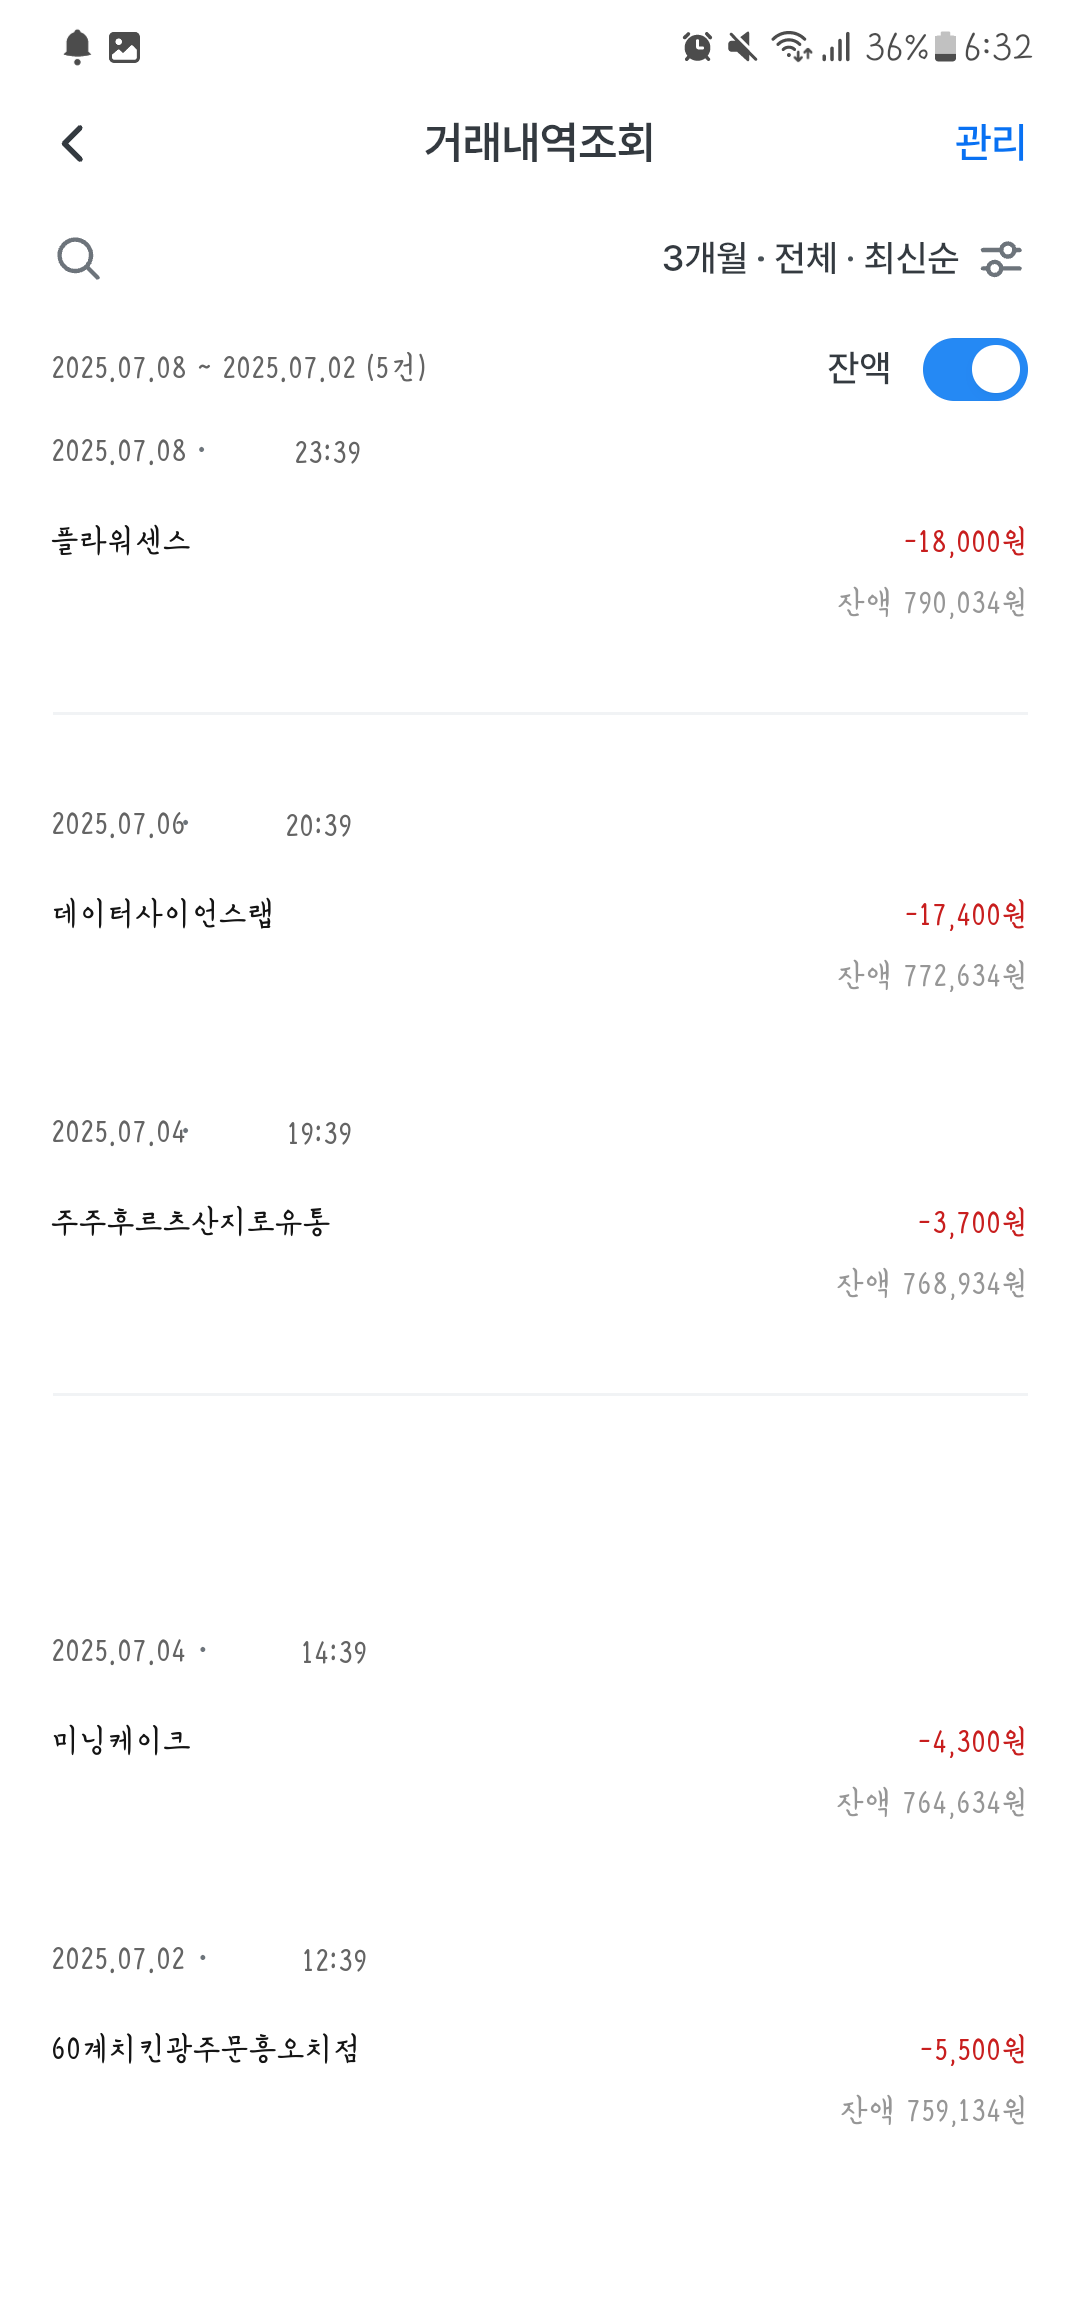 36% 6:32
거래내역조회 관리
3개월 · 전체 · 최신순
2025.07.08 ~ 2025.07.02 (5건) 잔액
2025.07.08 · 23:39
플라워센스 -18,000원
잔액 790,034원
2025.07.06· 20:39
데이터사이언스랩 -17,400원
잔액 772,634원
2025.07.04· 19:39
주주후르츠산지로유통 -3,700원
잔액 768,934원
2025.07.04 · 14:39
미닝케이크 -4,300원
잔액 764,634원
2025.07.02 · 12:39
60계치킨광주문흥오치점 -5,500원
잔액 759,134원